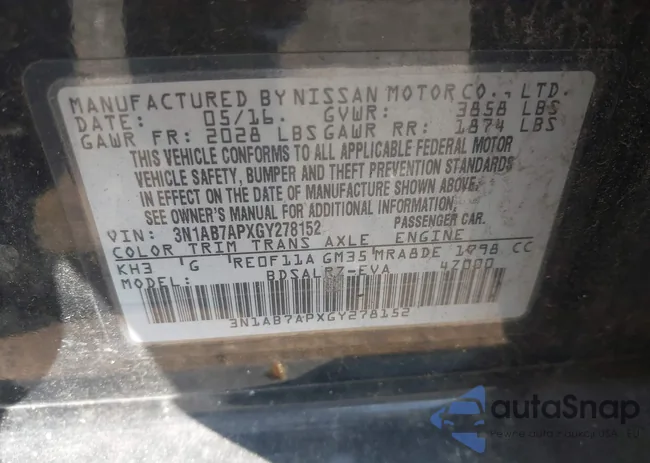 MANUFACTURED BY NISSAN MOTOR CO., LTD.
DATE: 05/16. GVWR: 3858 LBS
GAWR FR: 2028 LBS GAWR RR: 1874 LBS
THIS VEHICLE CONFORMS TO ALL APPLICABLE FEDERAL MOTOR
VEHICLE SAFETY, BUMPER AND THEFT PREVENTION STANDARDS
IN EFFECT ON THE DATE OF MANUFACTURE SHOWN ABOVE.
SEE OWNER'S MANUAL FOR ADDITIONAL INFORMATION.
VIN: 3N1AB7APXGY278152 PASSENGER CAR.
COLOR TRIM TRANS AXLE ENGINE
KH3 G RE0F11A GM35 MRA8DE 1798 CC
MODEL: BDSALRZ-EVA 4Z000
3N1AB7APXGY278152
autoSnap